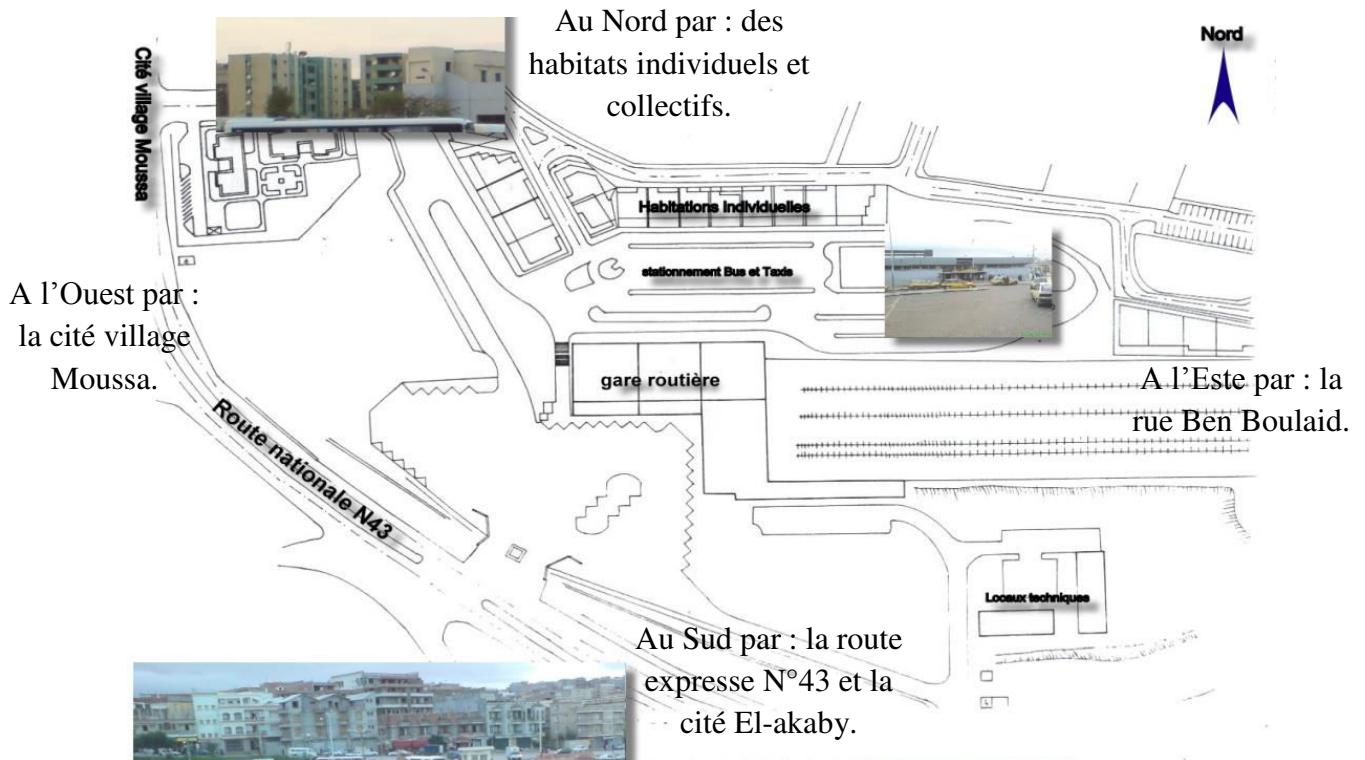 Au Nord par : des
habitats individuels et
collectifs.
Nord
Cité village Moussa
Habitations individuelles
stationnement Bus et Taxis
A l'Ouest par :
la cité village
Moussa.
gare routière
A l'Este par : la
rue Ben Boulaid.
Route nationale N43
Locaux techniques
Au Sud par : la route
expresse N°43 et la
cité El-akaby.